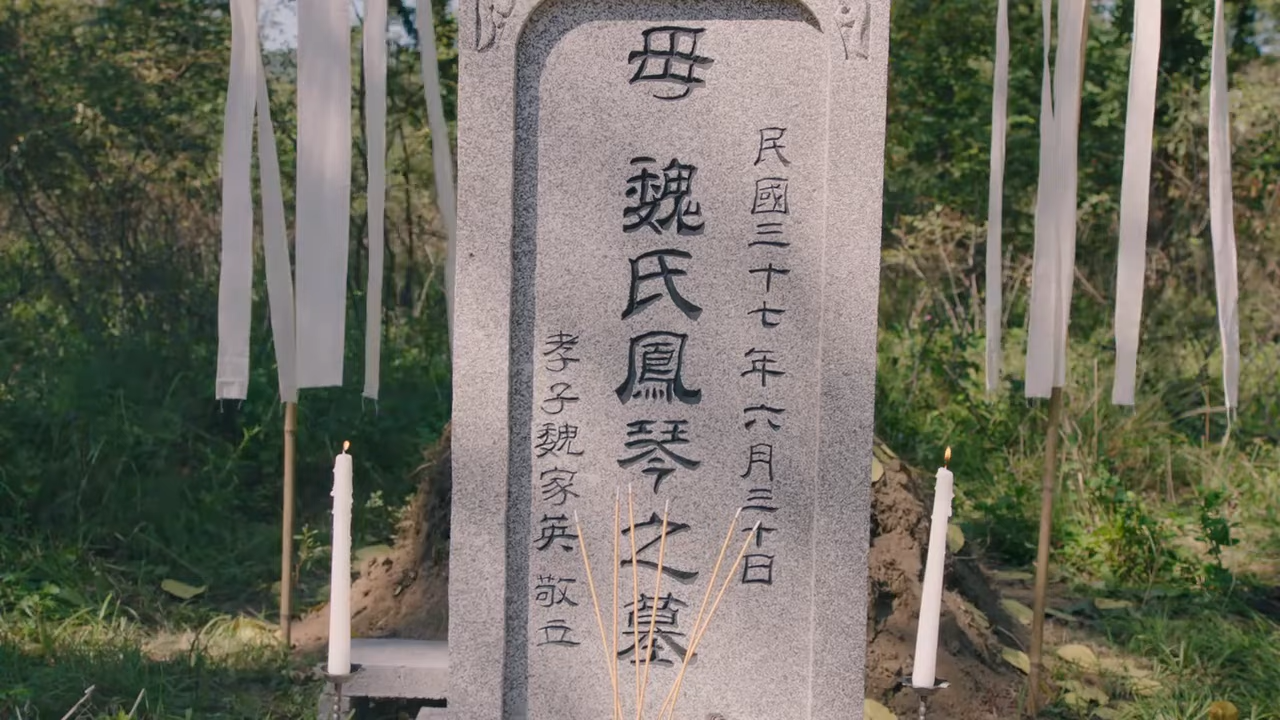 民國三十七年六月三十日
母 魏氏鳳琴之墓
孝子魏家英 敬立